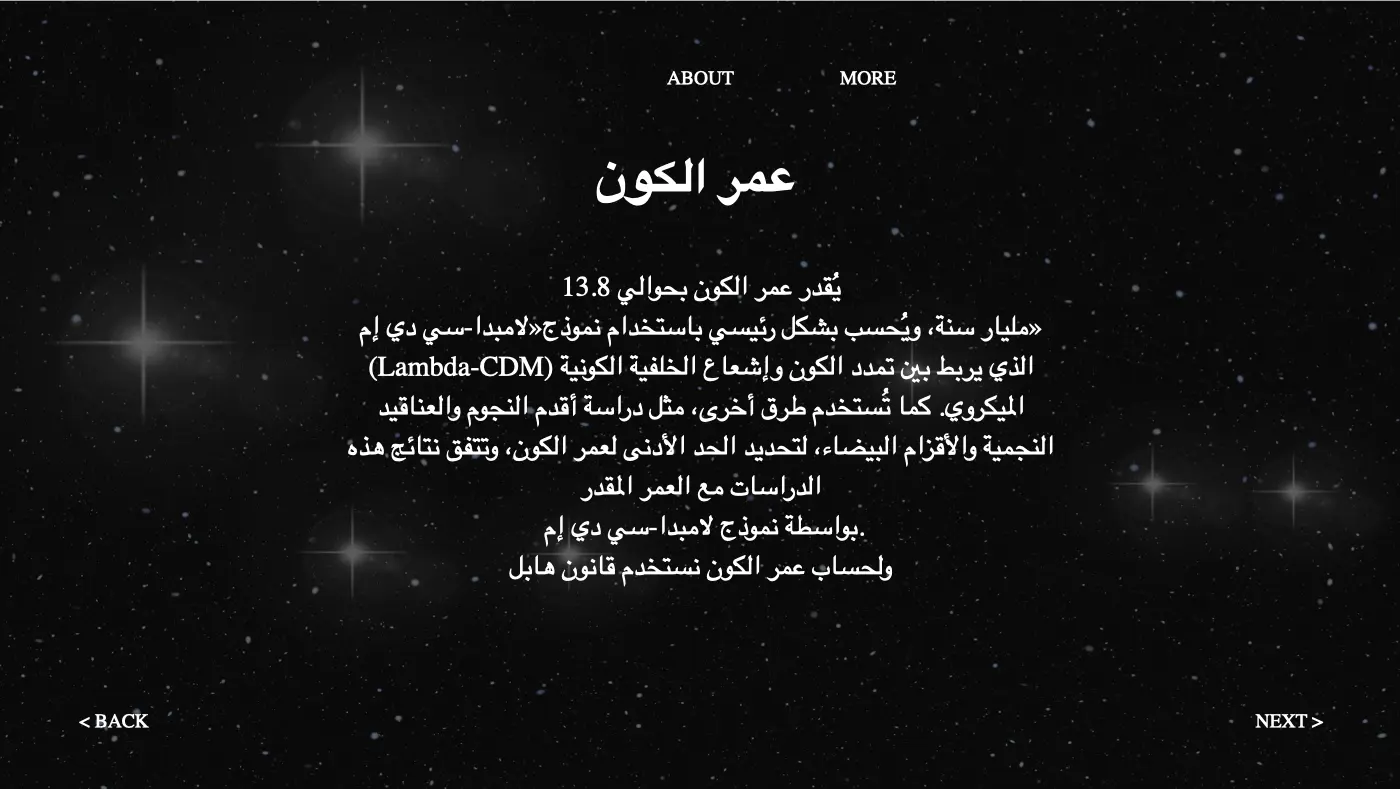 ABOUT
MORE
عمر الكون
يُقدر عمر الكون بحوالي 13.8
«مليار سنة، ويُحسب بشكل رئيسي باستخدام نموذج»لامبدا-سي دي إم
الذي يربط بين تمدد الكون وإشعاع الخلفية الكونية (Lambda-CDM)
الميكروي. كما تُستخدم طرق أخرى، مثل دراسة أقدم النجوم والعناقيد
النجمية والأقزام البيضاء، لتحديد الحد الأدنى لعمر الكون، وتتفق نتائج هذه
الدراسات مع العمر المقدر
.بواسطة نموذج لامبدا-سي دي إم
ولحساب عمر الكون نستخدم قانون هابل
< BACK
NEXT >